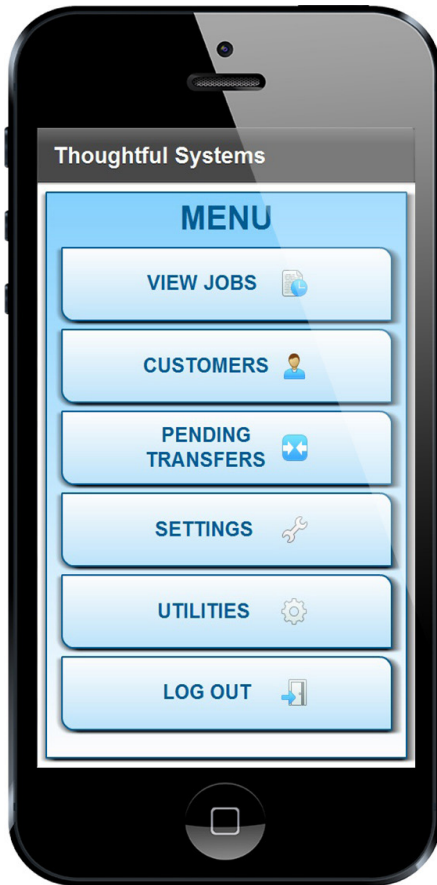 Thoughtful Systems
MENU
VIEW JOBS
CUSTOMERS
PENDING
TRANSFERS
SETTINGS
UTILITIES
LOG OUT